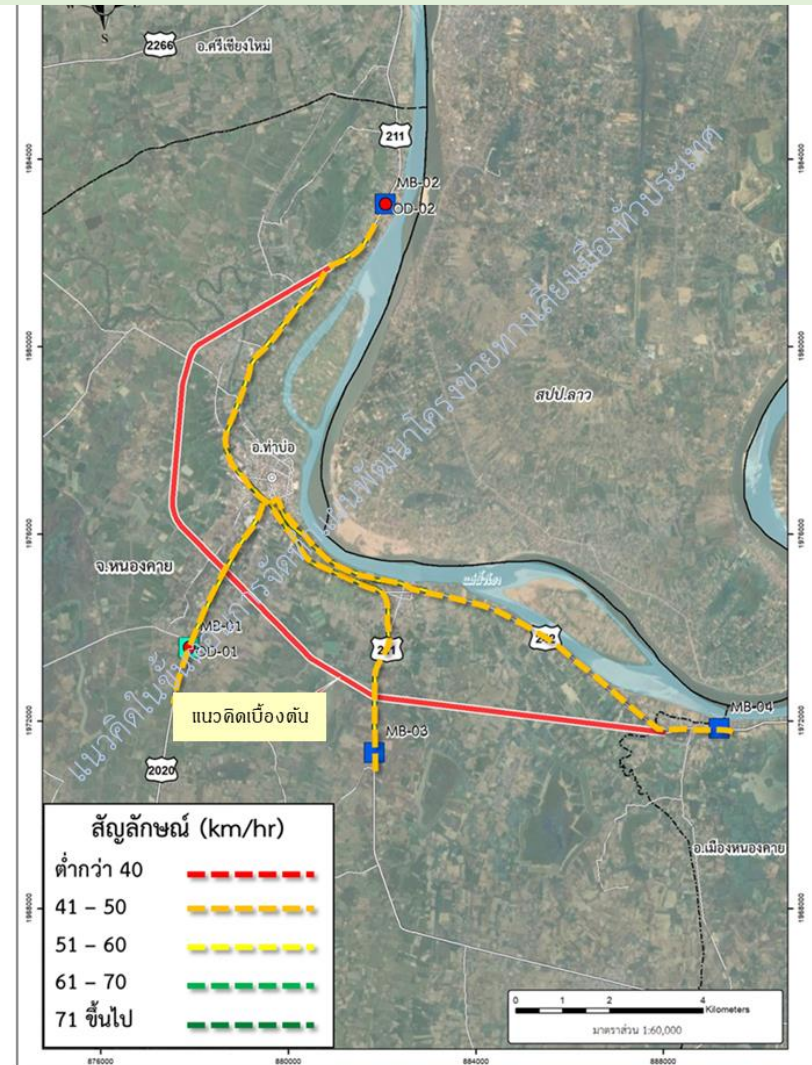 S
2266
อ.ศรีเชียงใหม่
211
1984000
1984000
MB-02
OD-02
1980000
1980000
สปป.ลาว
อ.ท่าบ่อ
1976000
1976000
จ.หนองคาย
แม่น้ำโขง
MB-01
OD-01
211
242
แนวคิดเบื้องต้น
MB-04
1972000
1972000
MB-03
2020
อ.เมืองหนองคาย
สัญลักษณ์ (km/hr)
ต่ำกว่า 40
41 – 50
51 – 60
61 – 70
71 ขึ้นไป
1968000
1968000
0 1 2 4
Kilometers
มาตราส่วน 1:60,000
876000 880000 884000 888000